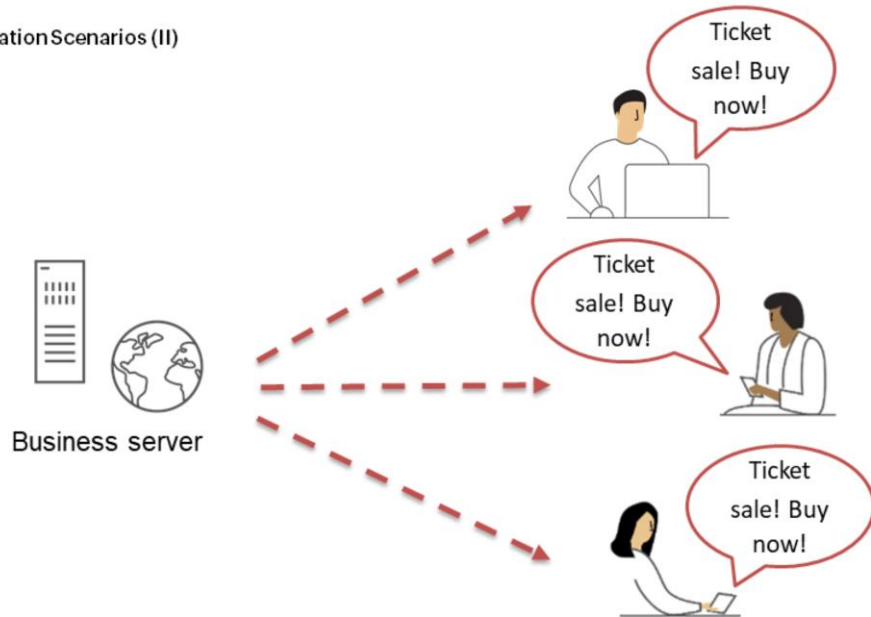 ation Scenarios (II)
Ticket
sale! Buy
now!
Ticket
sale! Buy
now!
Business server
Ticket
sale! Buy
now!